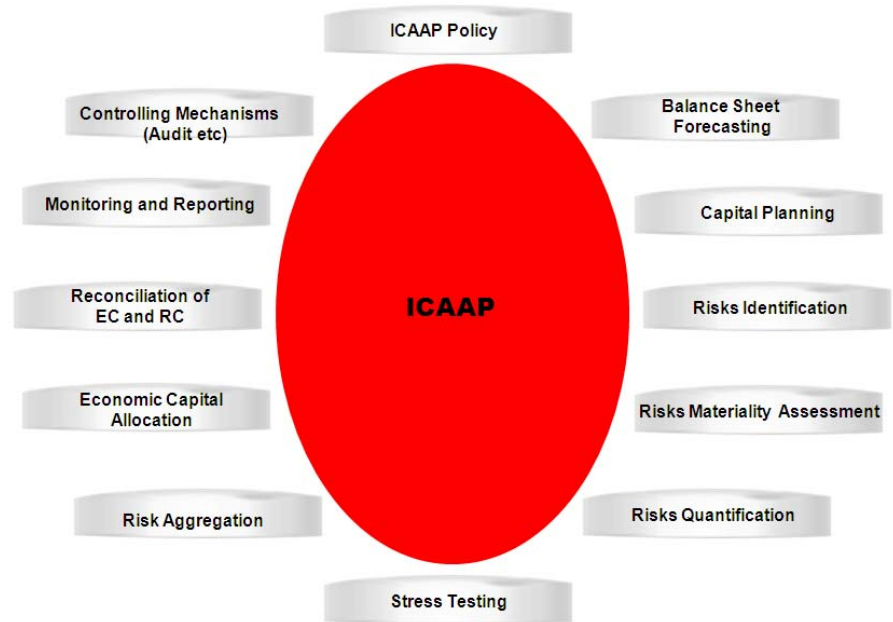 ICAAP Policy
Controlling Mechanisms
(Audit etc)
Balance Sheet
Forecasting
Monitoring and Reporting
Capital Planning
Reconciliation of
EC and RC
ICAAP
Risks Identification
Economic Capital
Allocation
Risks Materiality Assessment
Risk Aggregation
Risks Quantification
Stress Testing